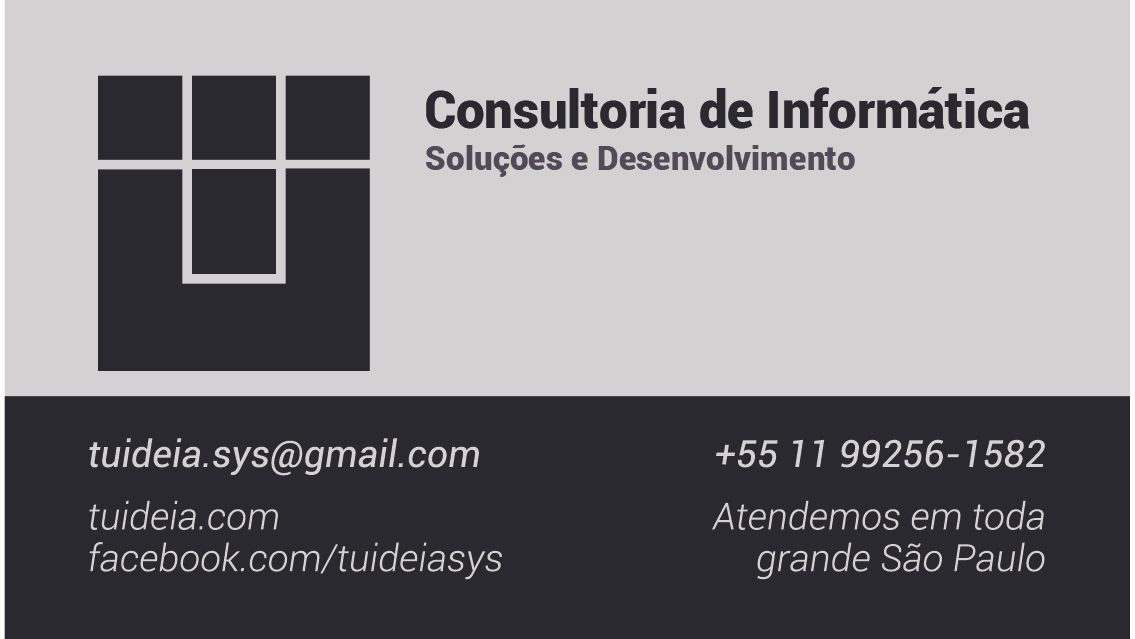 Consultoria de Informática
Soluções e Desenvolvimento
tuideia.sys@gmail.com
tuideia.com
facebook.com/tuideiasys
+55 11 99256-1582
Atendemos em toda
grande São Paulo